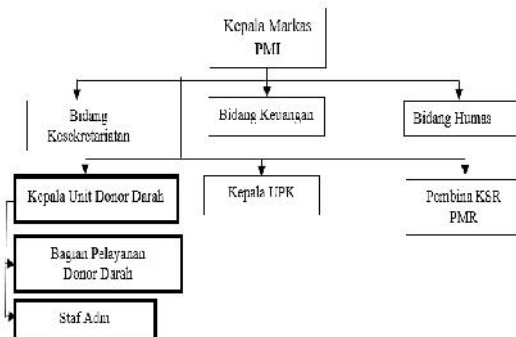 Kepala Markas
PMI
Bidang
Kesekretariatan
Bidang Keuangan
Bidang Humas
Kepala Unit Donor Darah
Kepala UPK
Pembina KSR
PMR
Bagian Pelayanan
Donor Darah
Staf Adm